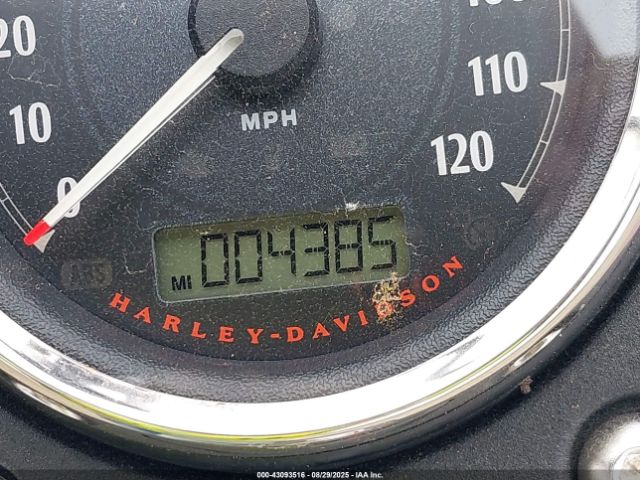 20
10
0
110
120
MPH
MI 004385
ABS
HARLEY-DAVIDSON
000-43093516 - 08/29/2025 - IAA Inc.